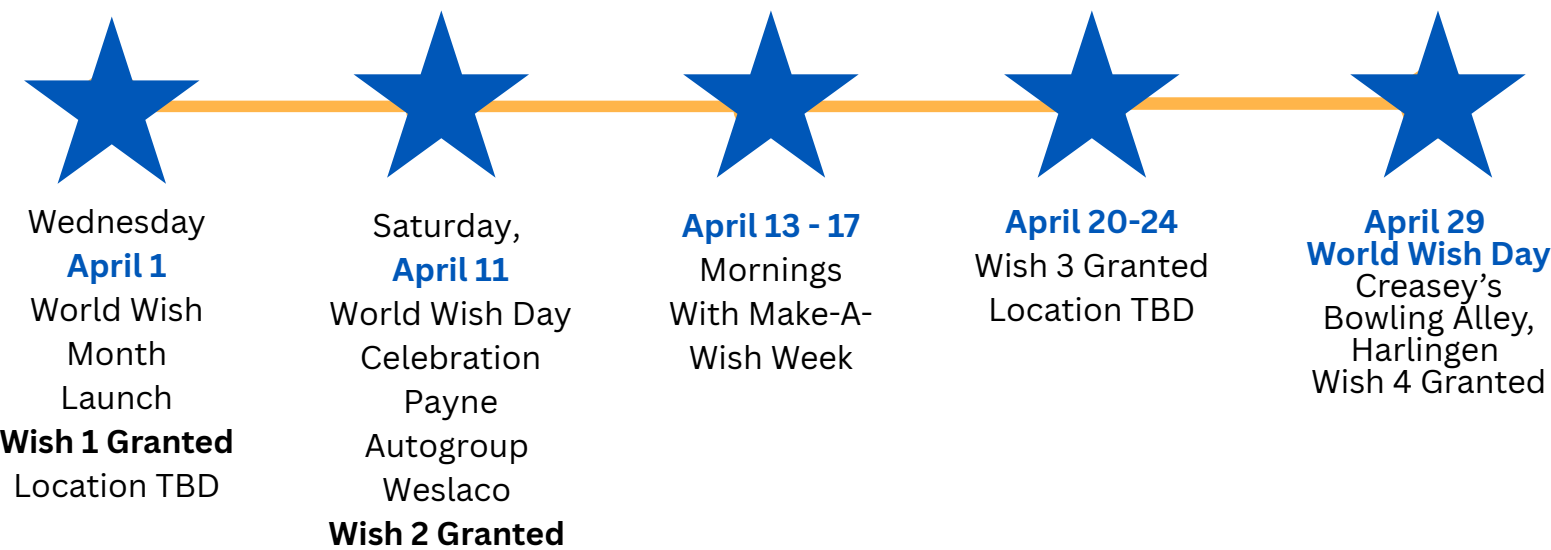 Wednesday
April 1
World Wish
Month
Launch
Wish 1 Granted
Location TBD
Saturday,
April 11
World Wish Day
Celebration
Payne
Autogroup
Weslaco
Wish 2 Granted
April 13 - 17
Mornings
With Make-A-
Wish Week
April 20-24
Wish 3 Granted
Location TBD
April 29
World Wish Day
Creasey’s
Bowling Alley,
Harlingen
Wish 4 Granted